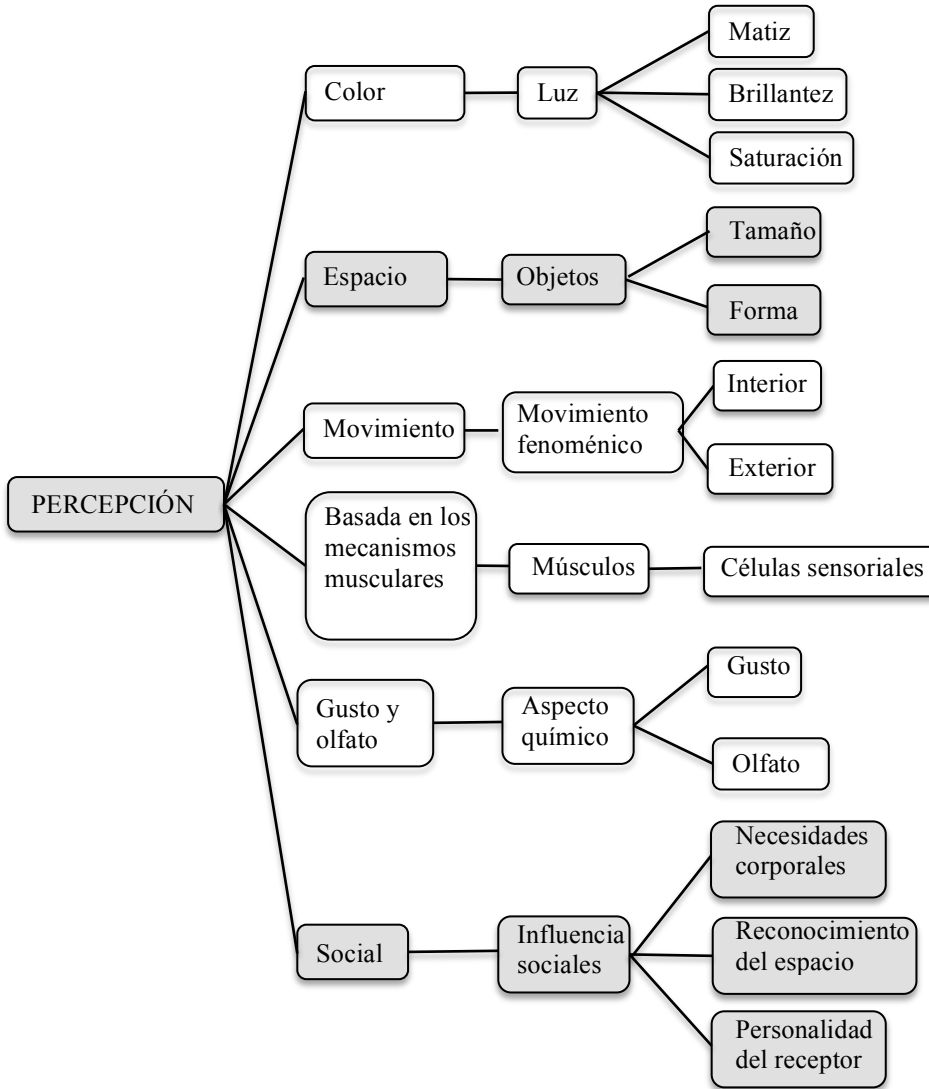 PERCEPCIÓN
Color
Luz
Matiz
Brillantez
Saturación
Espacio
Objetos
Tamaño
Forma
Movimiento
Movimiento
fenoménico
Interior
Exterior
Basada en los
mecanismos
musculares
Músculos
Células sensoriales
Gusto y
olfato
Aspecto
químico
Gusto
Olfato
Social
Influencia
sociales
Necesidades
corporales
Reconocimiento
del espacio
Personalidad
del receptor